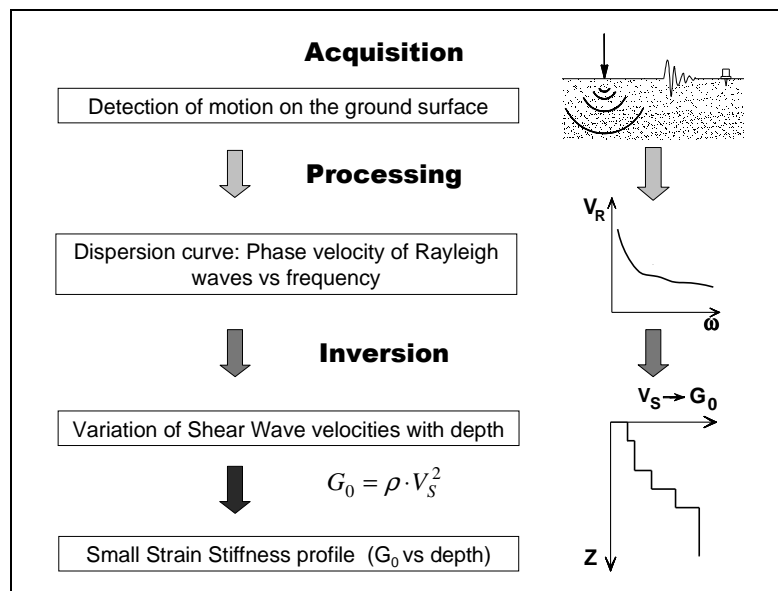 Acquisition
Detection of motion on the ground surface
Processing
V_R
Dispersion curve: Phase velocity of Rayleigh
waves vs frequency
ω
Inversion
V_S → G_0
Variation of Shear Wave velocities with depth
G_0 = ρ · V_S^2
Small Strain Stiffness profile (G_0 vs depth)
Z